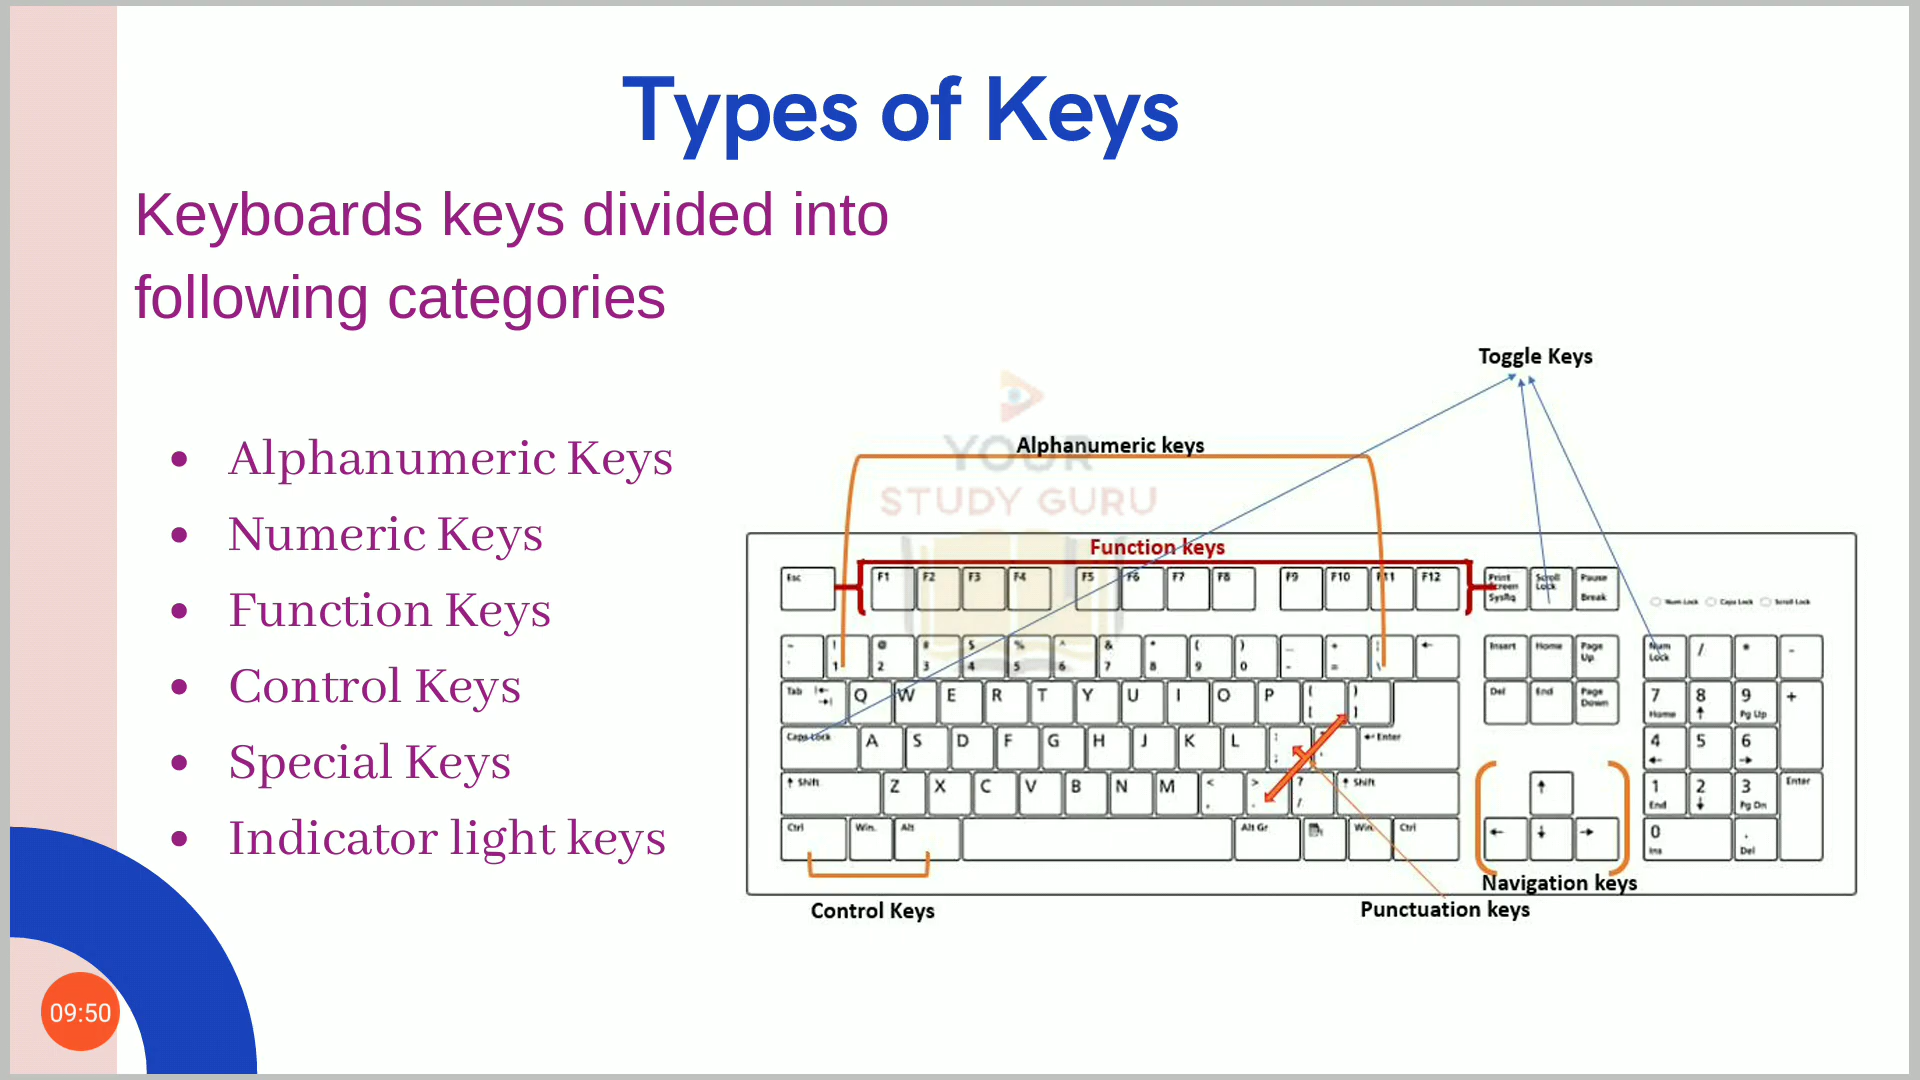 Types of Keys
Keyboards keys divided into
following categories
• Alphanumeric Keys
• Numeric Keys
• Function Keys
• Control Keys
• Special Keys
• Indicator light keys
Toggle Keys
Alphanumeric keys
YOUR
STUDY GURU
Function keys
Esc F1 F2 F3 F4 F5 F6 F7 F8 F9 F10 F11 F12 Print Screen SysRq Scroll Lock Pause Break
Num Lock Caps Lock Scroll Lock
~ ! @ # $ % ^ & * ( ) _ + | ←
` 1 2 3 4 5 6 7 8 9 0 - = \
Insert Home Page Up Num Lock / * -
Tab Q W E R T Y U I O P { [ } ]
Del End Page Down 7 Home 8 ↑ 9 Pg Up +
Caps Lock A S D F G H J K L : ; ← Enter
4 ← 5 6 →
↑ Shift Z X C V B N M < , > . ? / ↑ Shift
↑ 1 End 2 ↓ 3 Pg Dn Enter
Ctrl Win. Alt Alt Gr Win Ctrl
← ↓ → 0 Ins . Del
Navigation keys
Control Keys
Punctuation keys
09:50